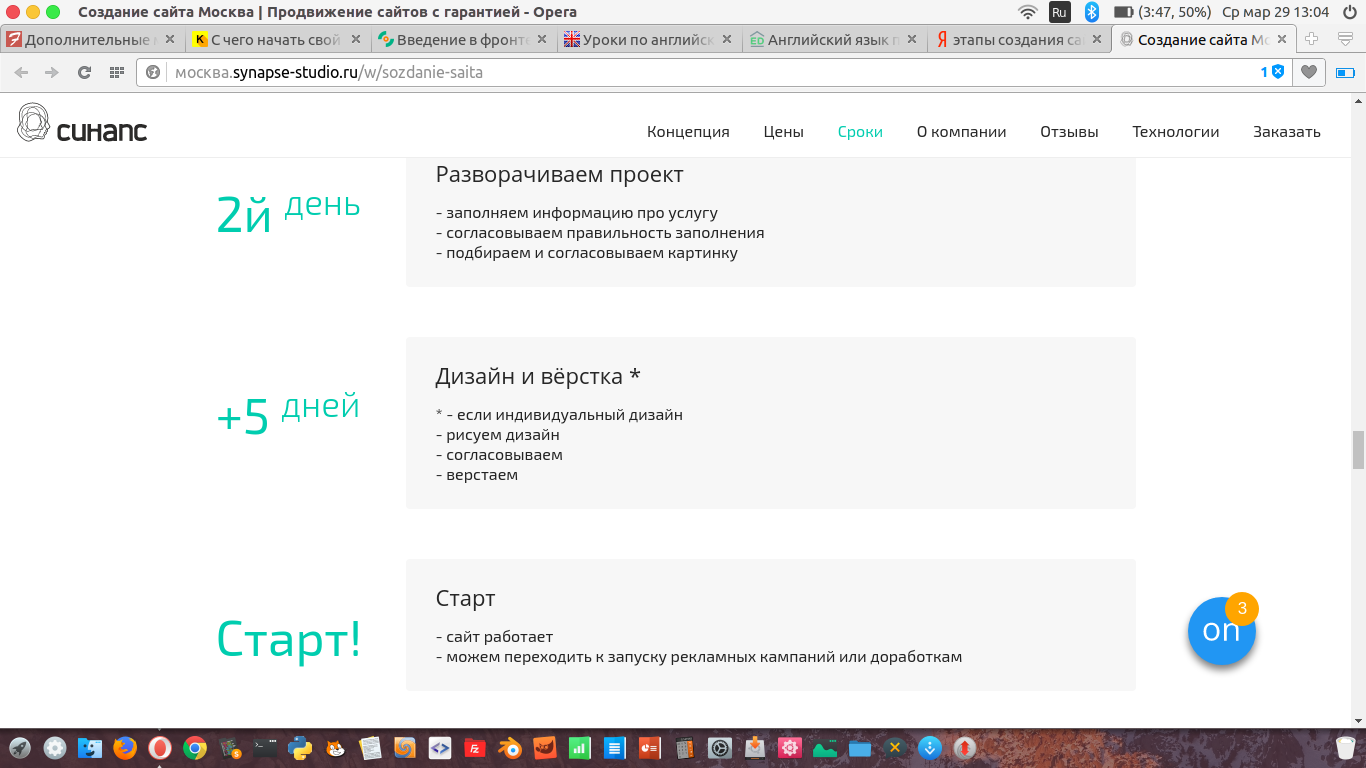 Создание сайта Москва | Продвижение сайтов с гарантией - Opera
Ru
(3:47, 50%)
Ср мар 29 13:04
Дополнительные
С чего начать свой
Введение в фронт
Уроки по английск
Английский язык п
этапы создания са
Создание сайта Мо
москва.synapse-studio.ru/w/sozdanie-saita
1
синапс
Концепция
Цены
Сроки
О компании
Отзывы
Технологии
Заказать
2й день
Разворачиваем проект
- заполняем информацию про услугу
- согласовываем правильность заполнения
- подбираем и согласовываем картинку
+5 дней
Дизайн и вёрстка *
* - если индивидуальный дизайн
- рисуем дизайн
- согласовываем
- верстаем
Старт!
Старт
- сайт работает
- можем переходить к запуску рекламных кампаний или доработкам
on
3